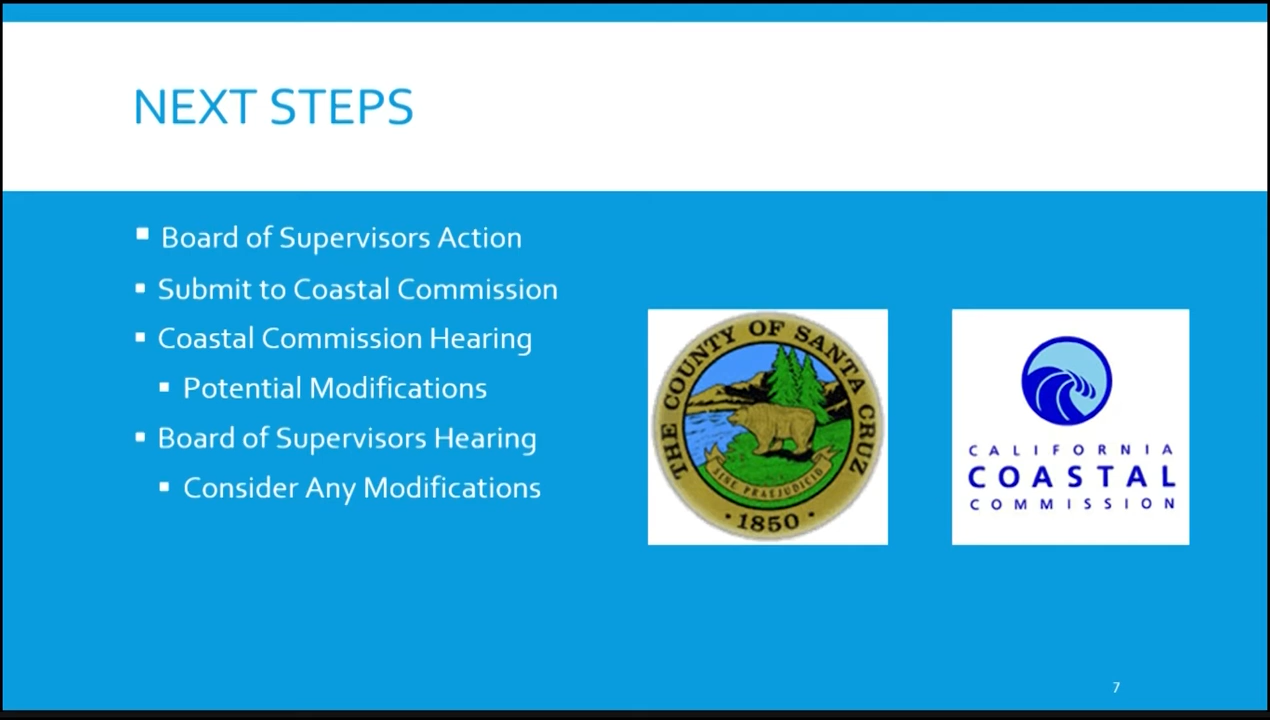 NEXT STEPS
Board of Supervisors Action
Submit to Coastal Commission
Coastal Commission Hearing
Potential Modifications
Board of Supervisors Hearing
Consider Any Modifications
THE COUNTY OF SANTA CRUZ
SINE PRAEJUDICIO
· 1850 ·
CALIFORNIA
COASTAL
COMMISSION
7